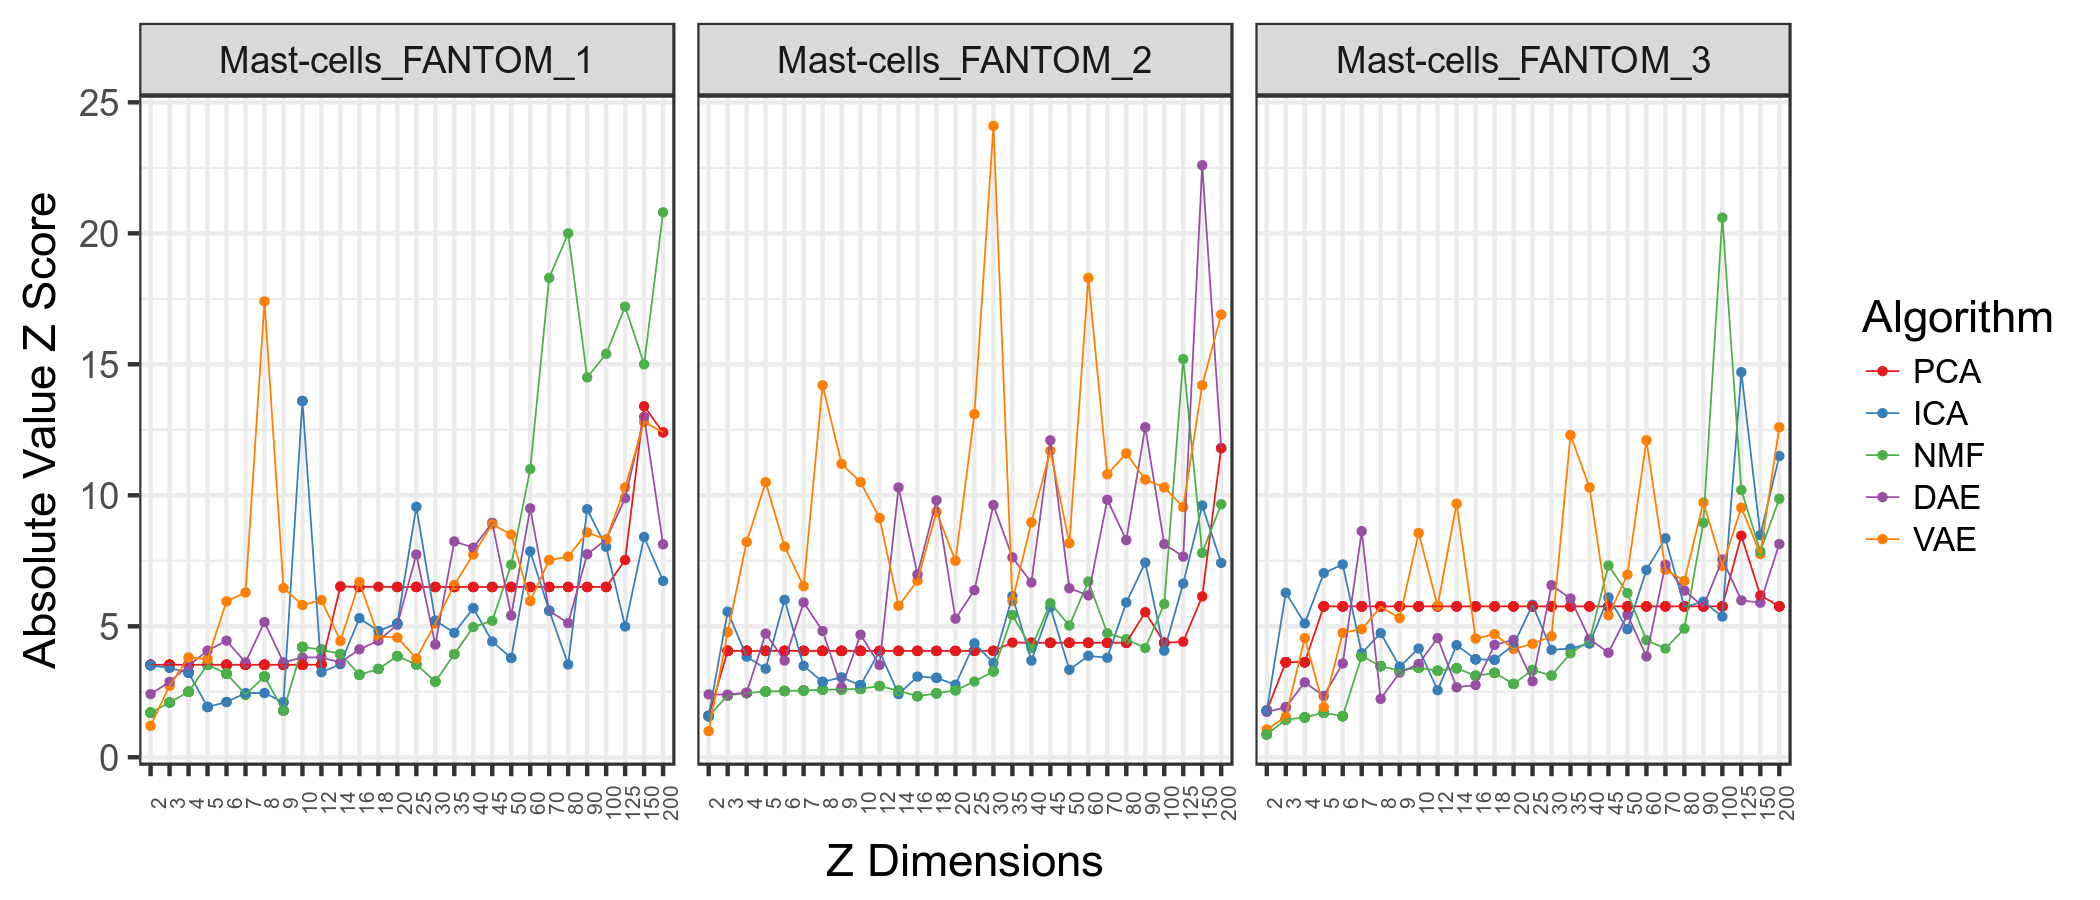 Mast-cells_FANTOM_1 Mast-cells_FANTOM_2 Mast-cells_FANTOM_3
Absolute Value Z Score
25
20
15
10
5
0
2 3 4 5 6 7 8 9 10 12 14 16 18 20 25 30 35 40 45 50 60 70 80 90 100 125 150 200
2 3 4 5 6 7 8 9 10 12 14 16 18 20 25 30 35 40 45 50 60 70 80 90 100 125 150 200
2 3 4 5 6 7 8 9 10 12 14 16 18 20 25 30 35 40 45 50 60 70 80 90 100 125 150 200
Z Dimensions
Algorithm
PCA
ICA
NMF
DAE
VAE